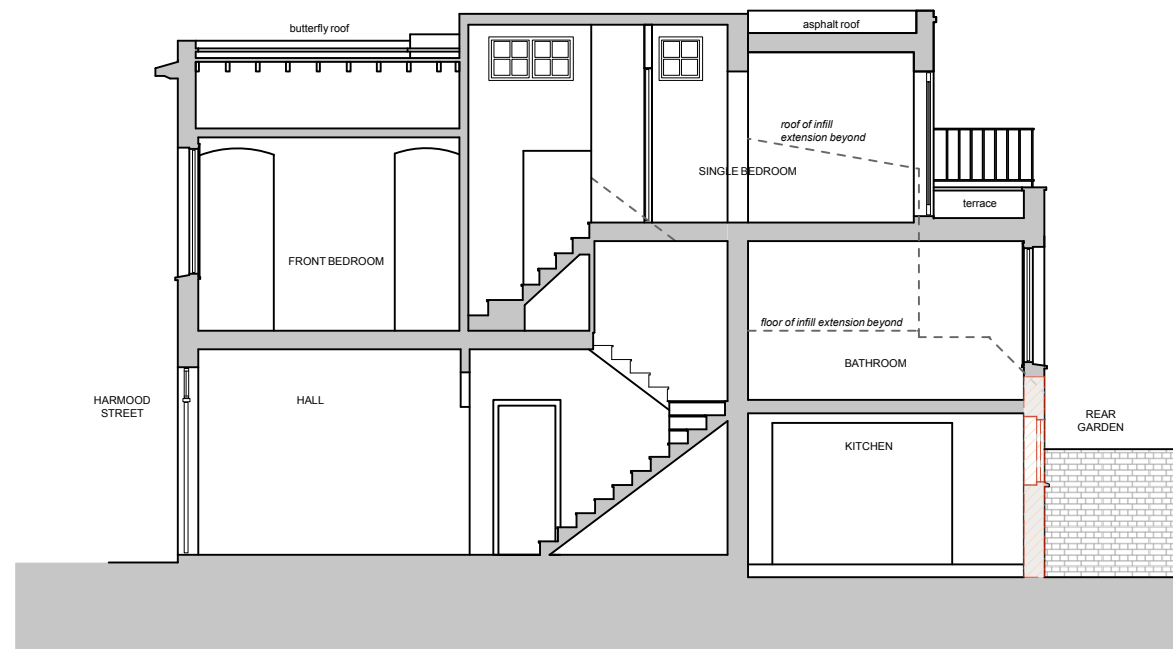 butterfly roof
asphalt roof
roof of infill
extension beyond
SINGLE BEDROOM
terrace
FRONT BEDROOM
floor of infill extension beyond
BATHROOM
HARMOOD
STREET
HALL
REAR
GARDEN
KITCHEN